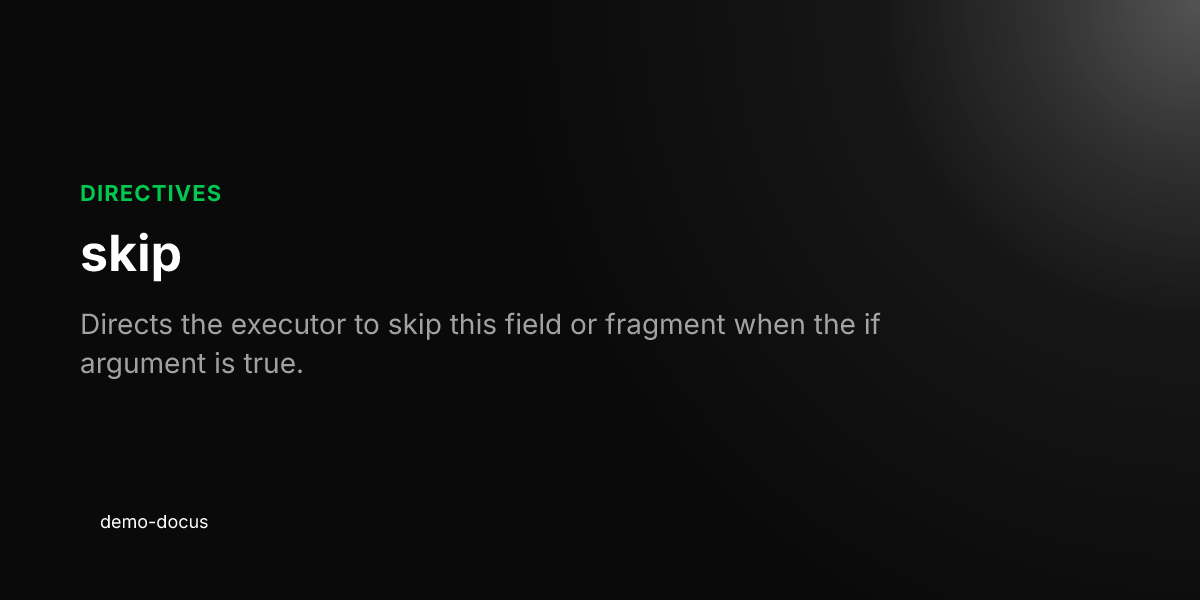 DIRECTIVES
skip
Directs the executor to skip this field or fragment when the if
argument is true.
demo-docus